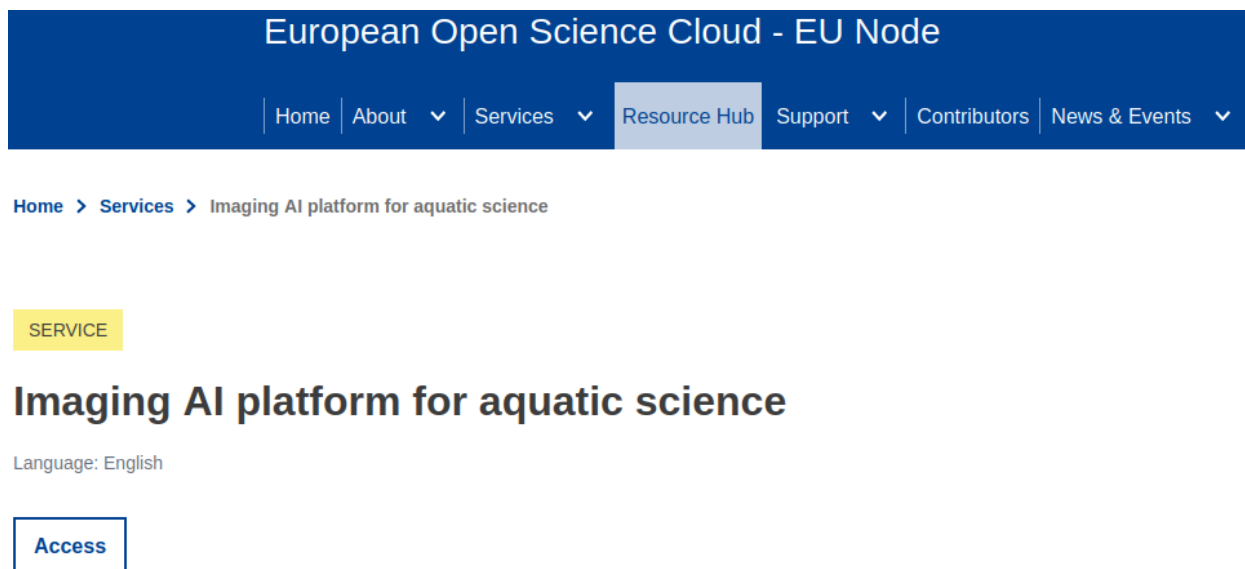 European Open Science Cloud - EU Node
Home About Services Resource Hub Support Contributors News & Events
Home > Services > Imaging AI platform for aquatic science
SERVICE
Imaging AI platform for aquatic science
Language: English
Access